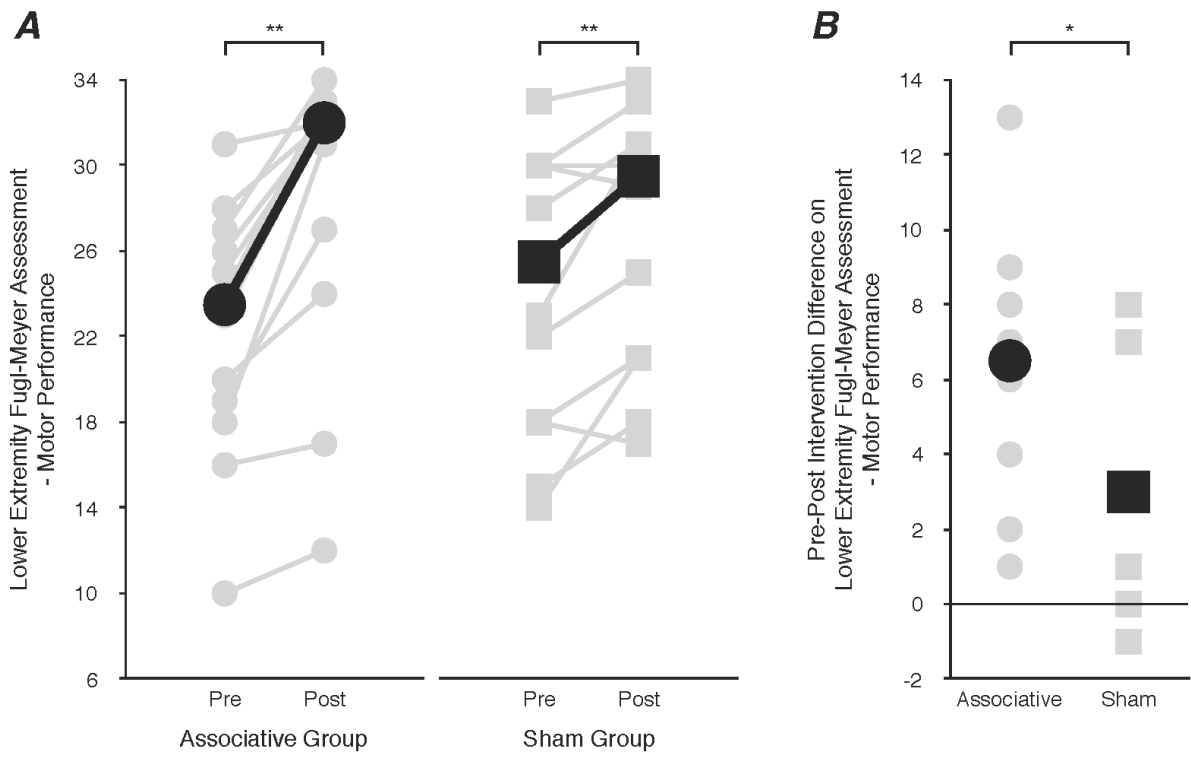 A
B
**
**
*
34
30
26
22
18
14
10
6
Lower Extremity Fugl-Meyer Assessment
- Motor Performance
Pre
Post
Pre
Post
Associative Group
Sham Group
14
12
10
8
6
4
2
0
-2
Pre-Post Intervention Difference on
Lower Extremity Fugl-Meyer Assessment
- Motor Performance
Associative
Sham